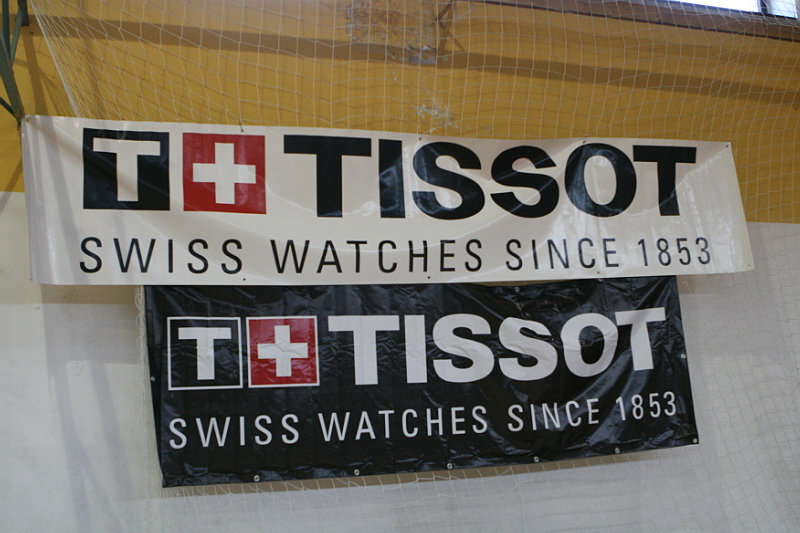 T+ TISSOT
SWISS WATCHES SINCE 1853
T+ TISSOT
SWISS WATCHES SINCE 1853